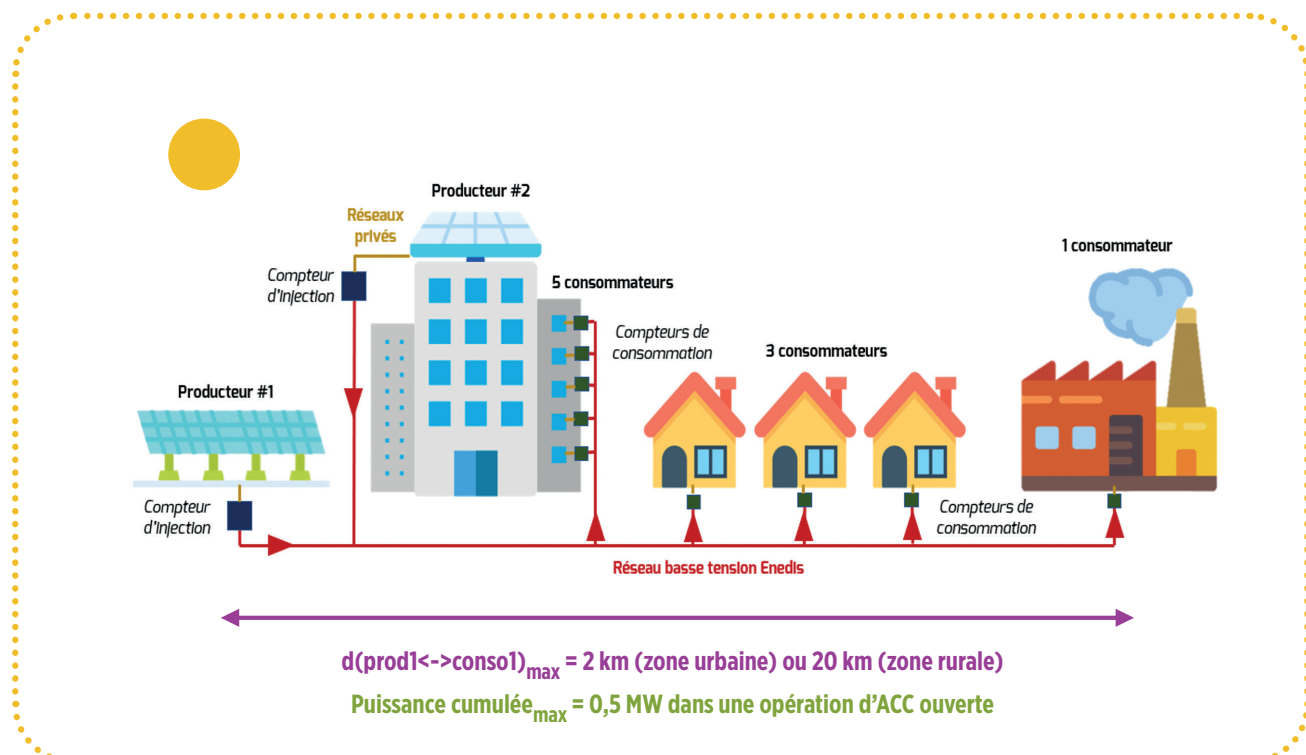 Producteur #2
Réseaux
privés
Compteur
d'injection
5 consommateurs
1 consommateur
Compteurs de
consommation
3 consommateurs
Producteur #1
Compteur
d'injection
Compteurs de
consommation
Réseau basse tension Enedis
d(prod1<->conso1)max = 2 km (zone urbaine) ou 20 km (zone rurale)
Puissance cumuléemax = 0,5 MW dans une opération d'ACC ouverte